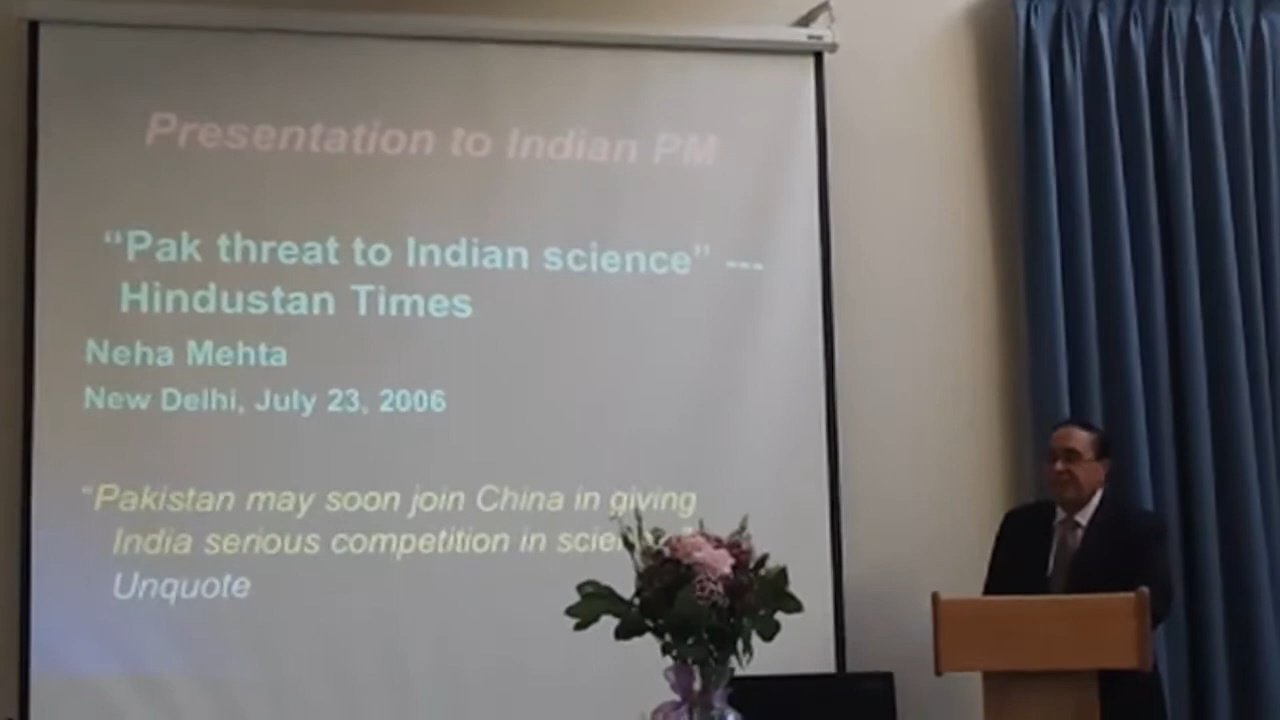 Presentation to Indian PM
“Pak threat to Indian science” ---
Hindustan Times
Neha Mehta
New Delhi, July 23, 2006
“Pakistan may soon join China in giving
India serious competition in
Unquote